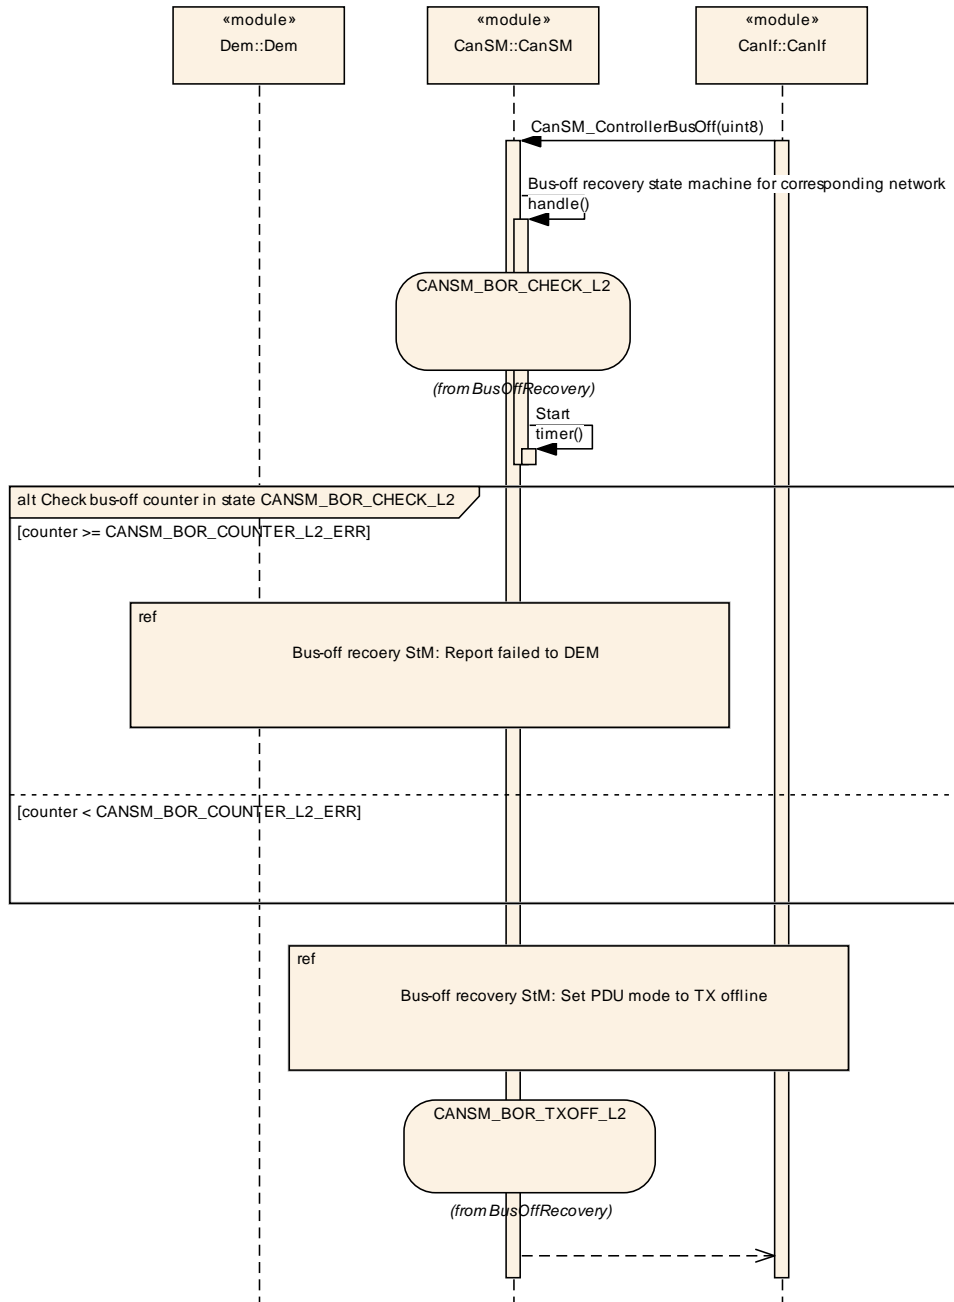 «module»
Dem::Dem
«module»
CanSM::CanSM
«module»
CanIf::CanIf
CanSM_ControllerBusOff(uint8)
Bus-off recovery state machine for corresponding network
handle()
CANSM_BOR_CHECK_L2
(from BusOffRecovery)
Start
timer()
alt Check bus-off counter in state CANSM_BOR_CHECK_L2
[counter >= CANSM_BOR_COUNTER_L2_ERR]
ref
Bus-off recoery StM: Report failed to DEM
[counter < CANSM_BOR_COUNTER_L2_ERR]
ref
Bus-off recovery StM: Set PDU mode to TX offline
CANSM_BOR_TXOFF_L2
(from BusOffRecovery)